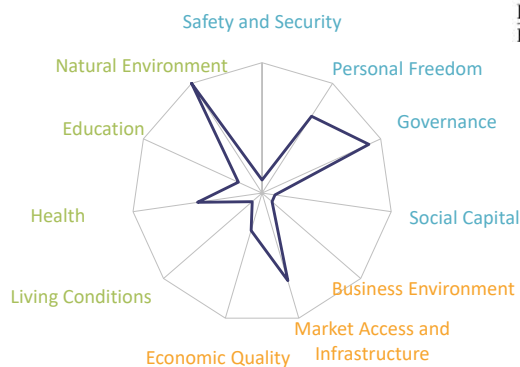 Safety and Security
Natural Environment
Personal Freedom
Education
Governance
Health
Social Capital
Living Conditions
Business Environment
Economic Quality
Market Access and
Infrastructure